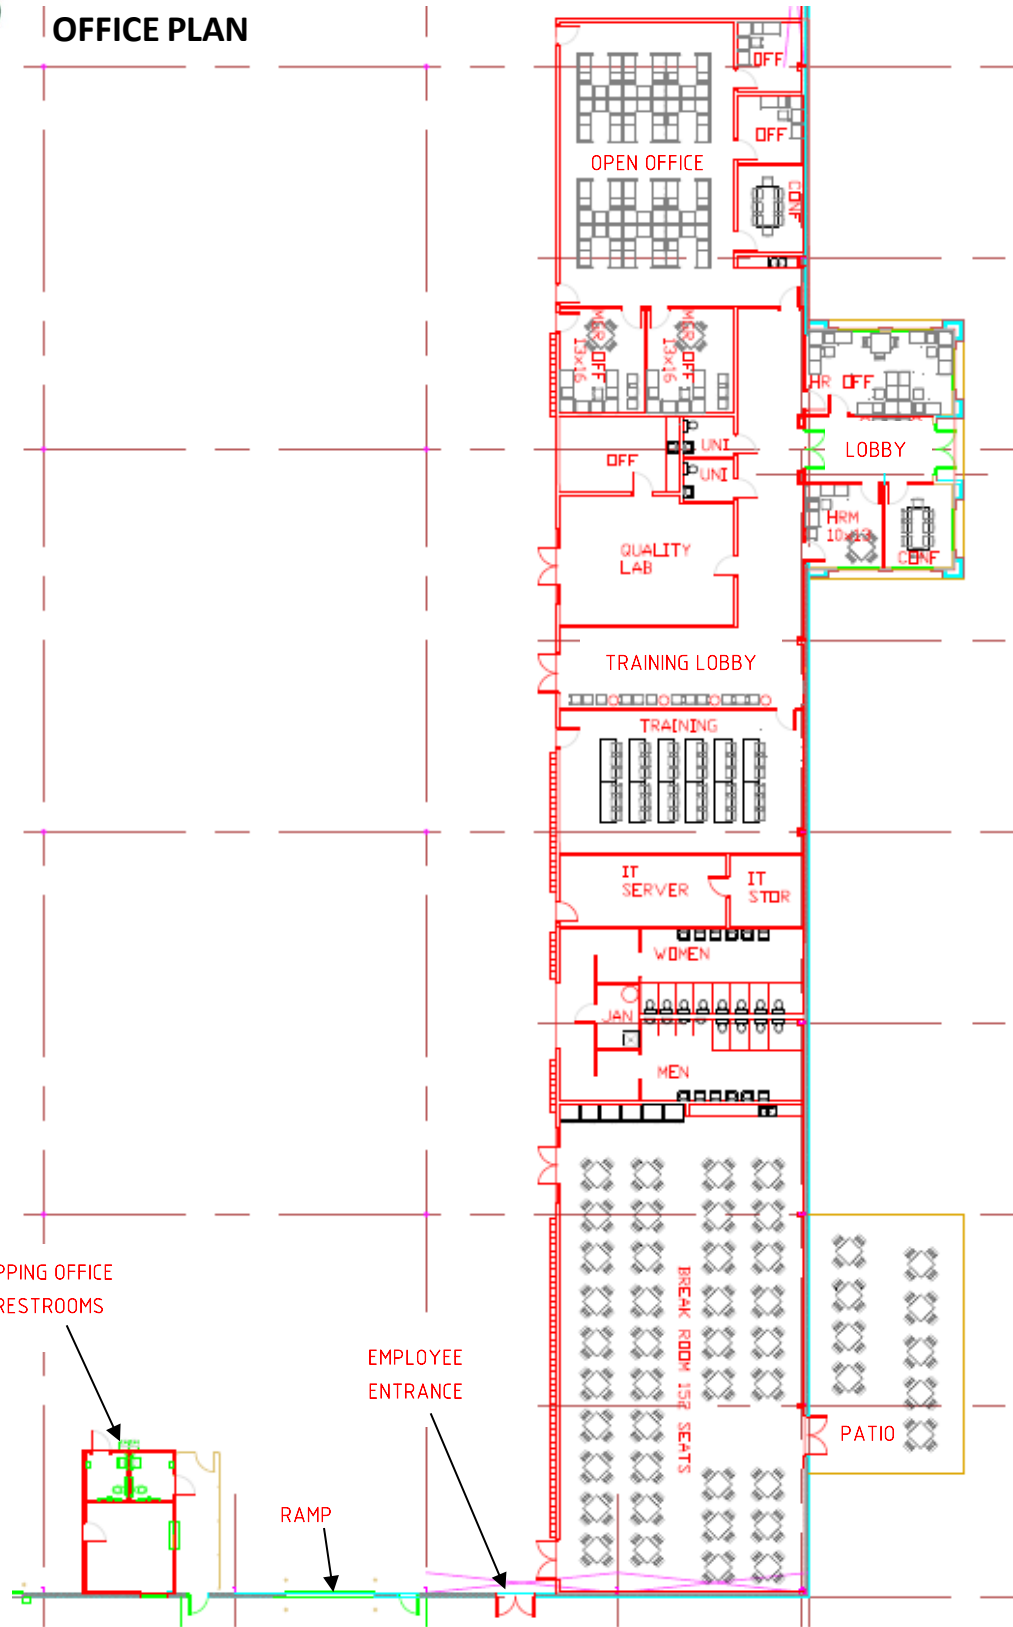 OFFICE PLAN
OFF
OFF
OPEN OFFICE
CONF
MGR OFF
13x16
MGR OFF
13x16
HR OFF
UNI
LOBBY
OFF
UNI
HRM
10x13
QUALITY
LAB
CONF
TRAINING LOBBY
TRAINING
IT
SERVER
IT
STOR
WOMEN
JAN
MEN
PPING OFFICE
RESTROOMS
BREAK ROOM 152 SEATS
EMPLOYEE
ENTRANCE
PATIO
RAMP